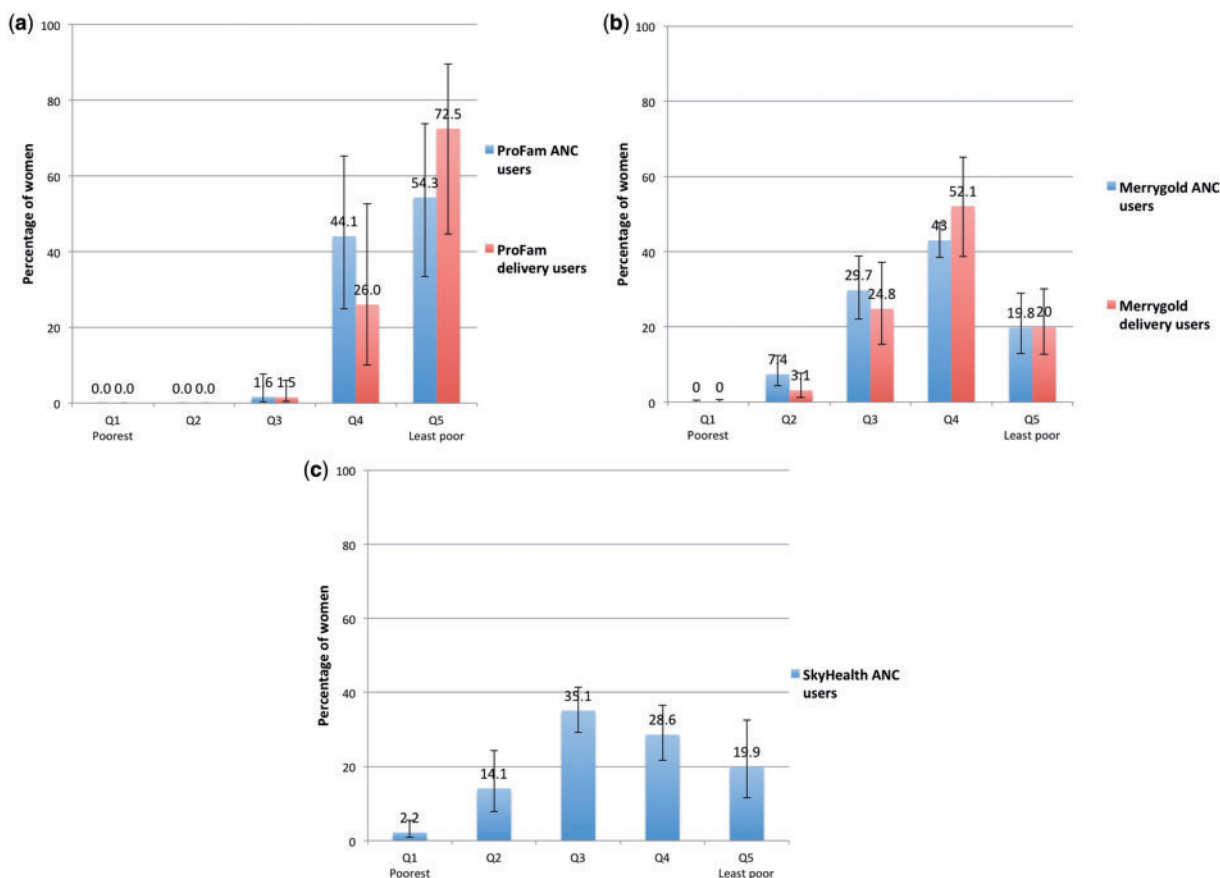 (a)
100
80
60
40
20
0
Percentage of women
0.0 0.0
0.0 0.0
1.6 1.5
44.1
26.0
54.3
72.5
Q1
Poorest
Q2
Q3
Q4
Q5
Least poor
ProFam ANC
users
ProFam
delivery users
(b)
100
80
60
40
20
0
Percentage of women
0 0
7.4
3.1
29.7
24.8
43
52.1
19.8 20
Q1
Poorest
Q2
Q3
Q4
Q5
Least poor
Merrygold ANC
users
Merrygold
delivery users
(c)
100
80
60
40
20
0
Percentage of women
2.2
14.1
35.1
28.6
19.9
Q1
Poorest
Q2
Q3
Q4
Q5
Least poor
SkyHealth ANC
users